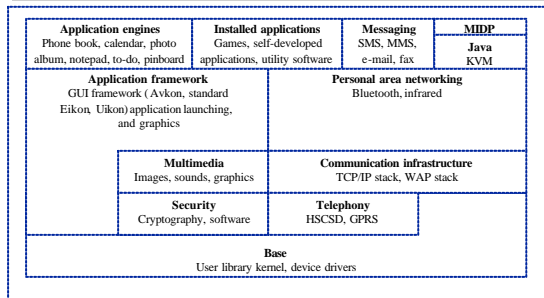 Application engines
Phone book, calendar, photo
album, notepad, to-do, pinboard
Installed applications
Games, self-developed
applications, utility software
Messaging
SMS, MMS,
e-mail, fax
MIDP
Java
KVM
Application framework
GUI framework (Avkon, standard
Eikon, Uikon) application launching,
and graphics
Personal area networking
Bluetooth, infrared
Multimedia
Images, sounds, graphics
Communication infrastructure
TCP/IP stack, WAP stack
Security
Cryptography, software
Telephony
HSCSD, GPRS
Base
User library kernel, device drivers